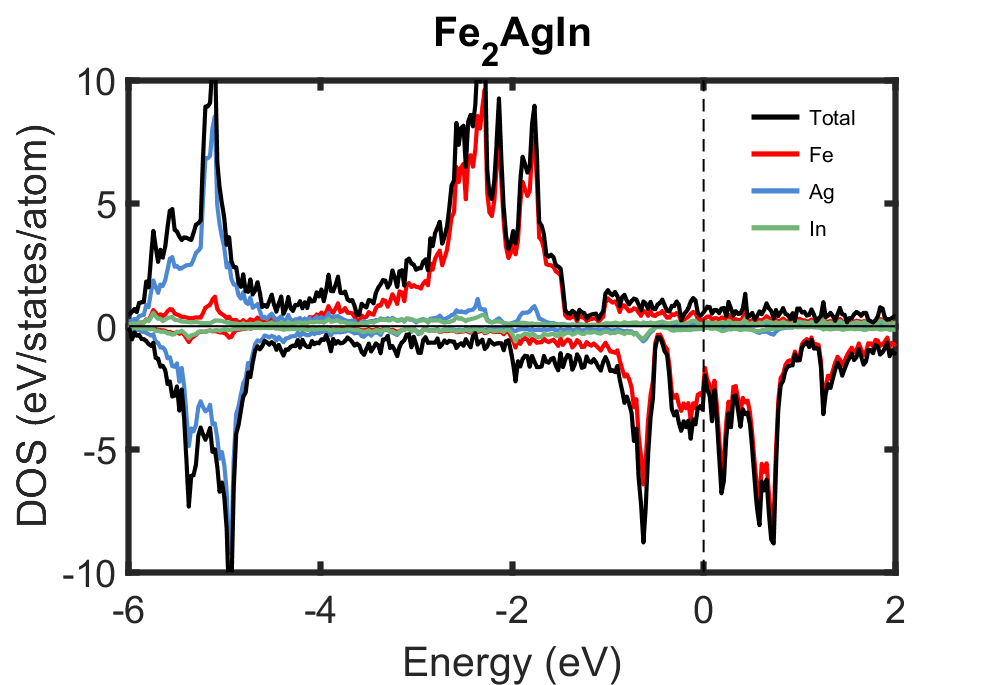 Fe2AgIn
10
5
0
-5
-10
DOS (eV/states/atom)
Total
Fe
Ag
In
-6
-4
-2
0
2
Energy (eV)